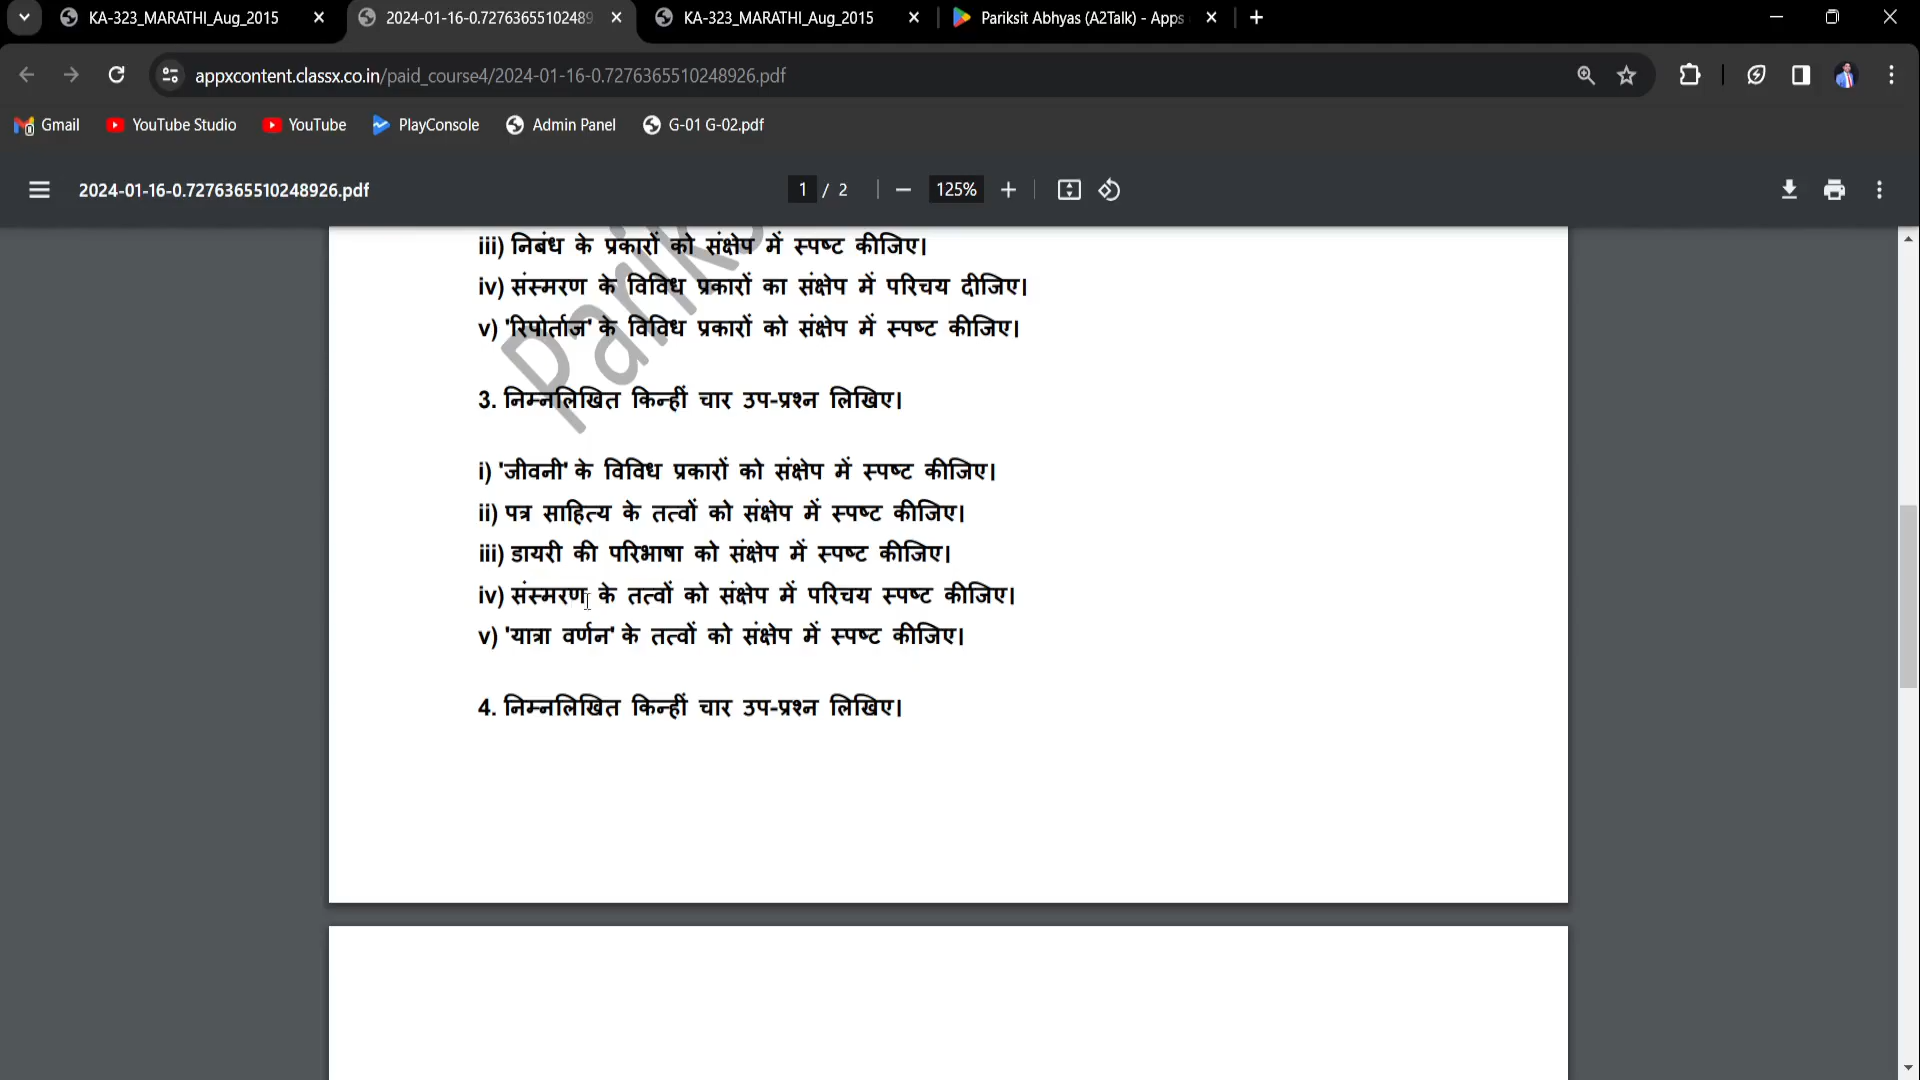 KA-323_MARATHI_Aug_2015
2024-01-16-0.72763655102489
KA-323_MARATHI_Aug_2015
Pariksit Abhyas (A2Talk) - Apps
appxcontent.classx.co.in/paid_course4/2024-01-16-0.7276365510248926.pdf
Gmail YouTube Studio YouTube PlayConsole Admin Panel G-01 G-02.pdf
2024-01-16-0.7276365510248926.pdf 1 / 2 125%
iii) निबंध के प्रकारों को संक्षेप में स्पष्ट कीजिए।
iv) संस्मरण के विविध प्रकारों का संक्षेप में परिचय दीजिए।
v) 'रिपोर्ताज' के विविध प्रकारों को संक्षेप में स्पष्ट कीजिए।
3. निम्नलिखित किन्हीं चार उप-प्रश्न लिखिए।
i) 'जीवनी' के विविध प्रकारों को संक्षेप में स्पष्ट कीजिए।
ii) पत्र साहित्य के तत्वों को संक्षेप में स्पष्ट कीजिए।
iii) डायरी की परिभाषा को संक्षेप में स्पष्ट कीजिए।
iv) संस्मरण के तत्वों को संक्षेप में परिचय स्पष्ट कीजिए।
v) 'यात्रा वर्णन' के तत्वों को संक्षेप में स्पष्ट कीजिए।
4. निम्नलिखित किन्हीं चार उप-प्रश्न लिखिए।